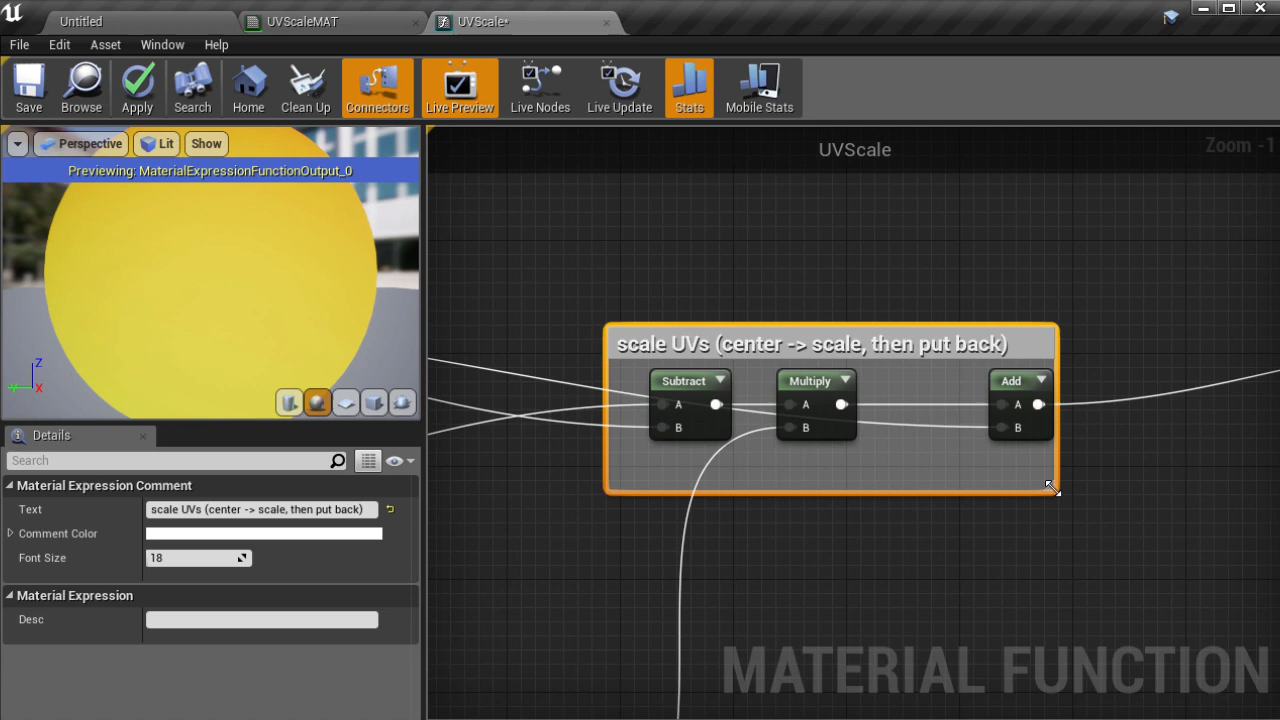 Untitled
UVScaleMAT
UVScale*
File Edit Asset Window Help
Save Browse Apply Search Home Clean Up Connectors Live Preview Live Nodes Live Update Stats Mobile Stats
Perspective Lit Show
Previewing: MaterialExpressionFunctionOutput_0
Z
Y X
UVScale
Zoom -1
scale UVs (center -> scale, then put back)
Subtract
A
B
Multiply
A
B
Add
A
B
MATERIAL FUNCTION
Details
Search
Material Expression Comment
Text scale UVs (center -> scale, then put back)
Comment Color
Font Size 18
Material Expression
Desc